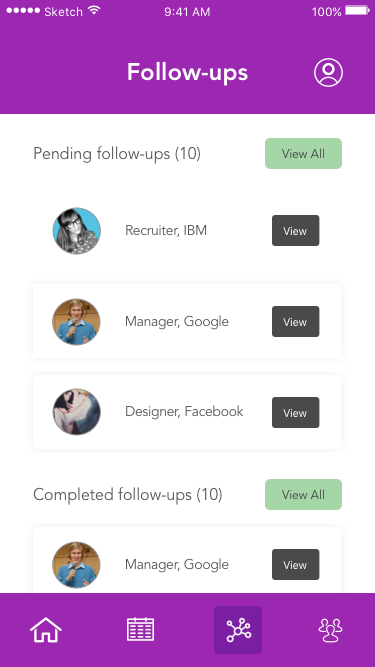 Sketch 9:41 AM 100%
Follow-ups
Pending follow-ups (10) View All
Recruiter, IBM View
Manager, Google View
Designer, Facebook View
Completed follow-ups (10) View All
Manager, Google View